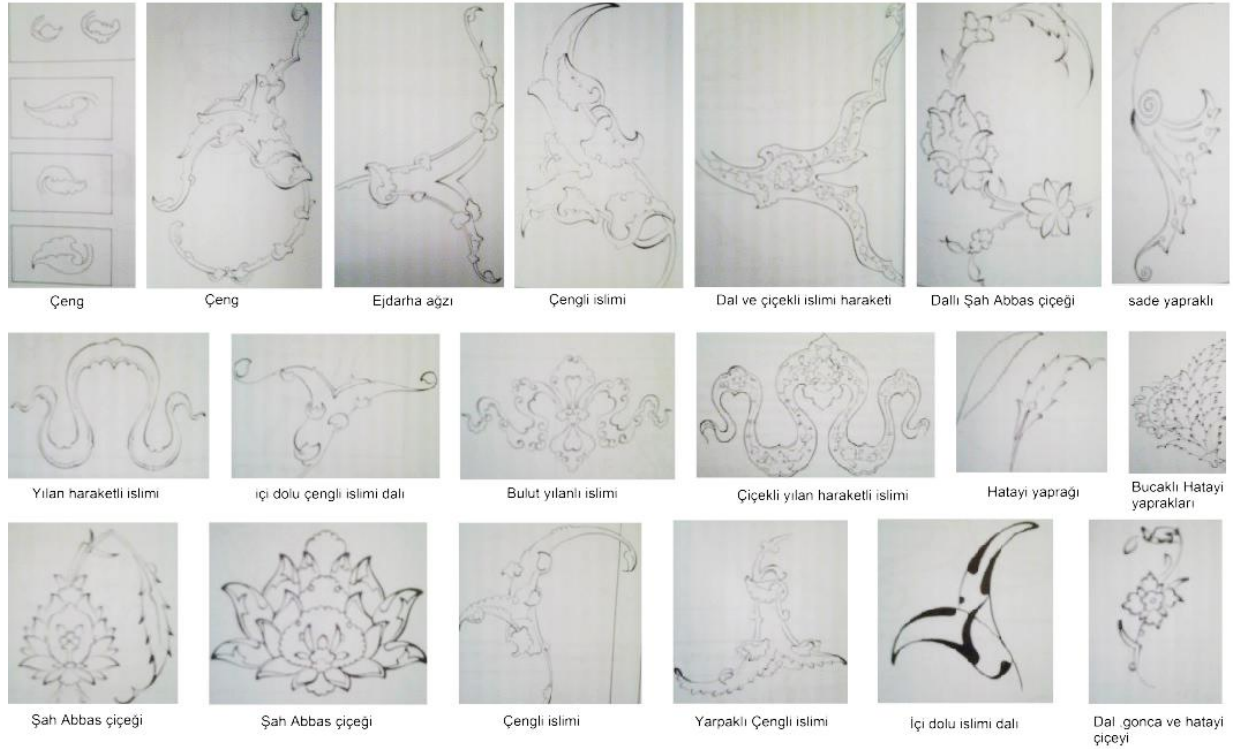 Çeng
Çeng
Ejdarha ağzı
Çengli islimi
Dal ve çiçekli islimi haraketi
Dallı Şah Abbas çiçeği
sade yapraklı
Yılan haraketli islimi
içi dolu çengli islimi dalı
Bulut yılanlı islimi
Çiçekli yılan haraketli islimi
Hatayi yaprağı
Bucaklı Hatayi
yaprakları
Şah Abbas çiçeği
Şah Abbas çiçeği
Çengli islimi
Yarpaklı Çengli islimi
İçi dolu islimi dalı
Dal .gonca ve hatayi
çiçeyi